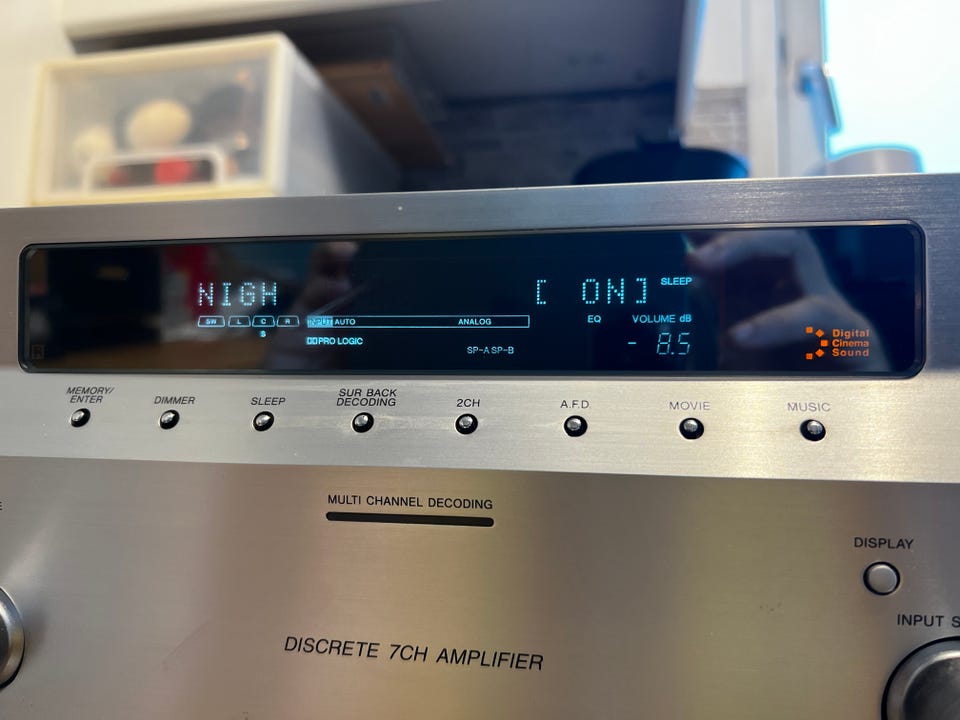 NIGH [ ON] SLEEP
SW L C R INPUT AUTO ANALOG EQ VOLUME dB
S
PRO LOGIC
SP-A SP-B
- 8.5
Digital
Cinema
Sound
MEMORY/
ENTER
DIMMER
SLEEP
SUR BACK
DECODING
2CH
A.F.D.
MOVIE
MUSIC
MULTI CHANNEL DECODING
DISPLAY
INPUT S
DISCRETE 7CH AMPLIFIER